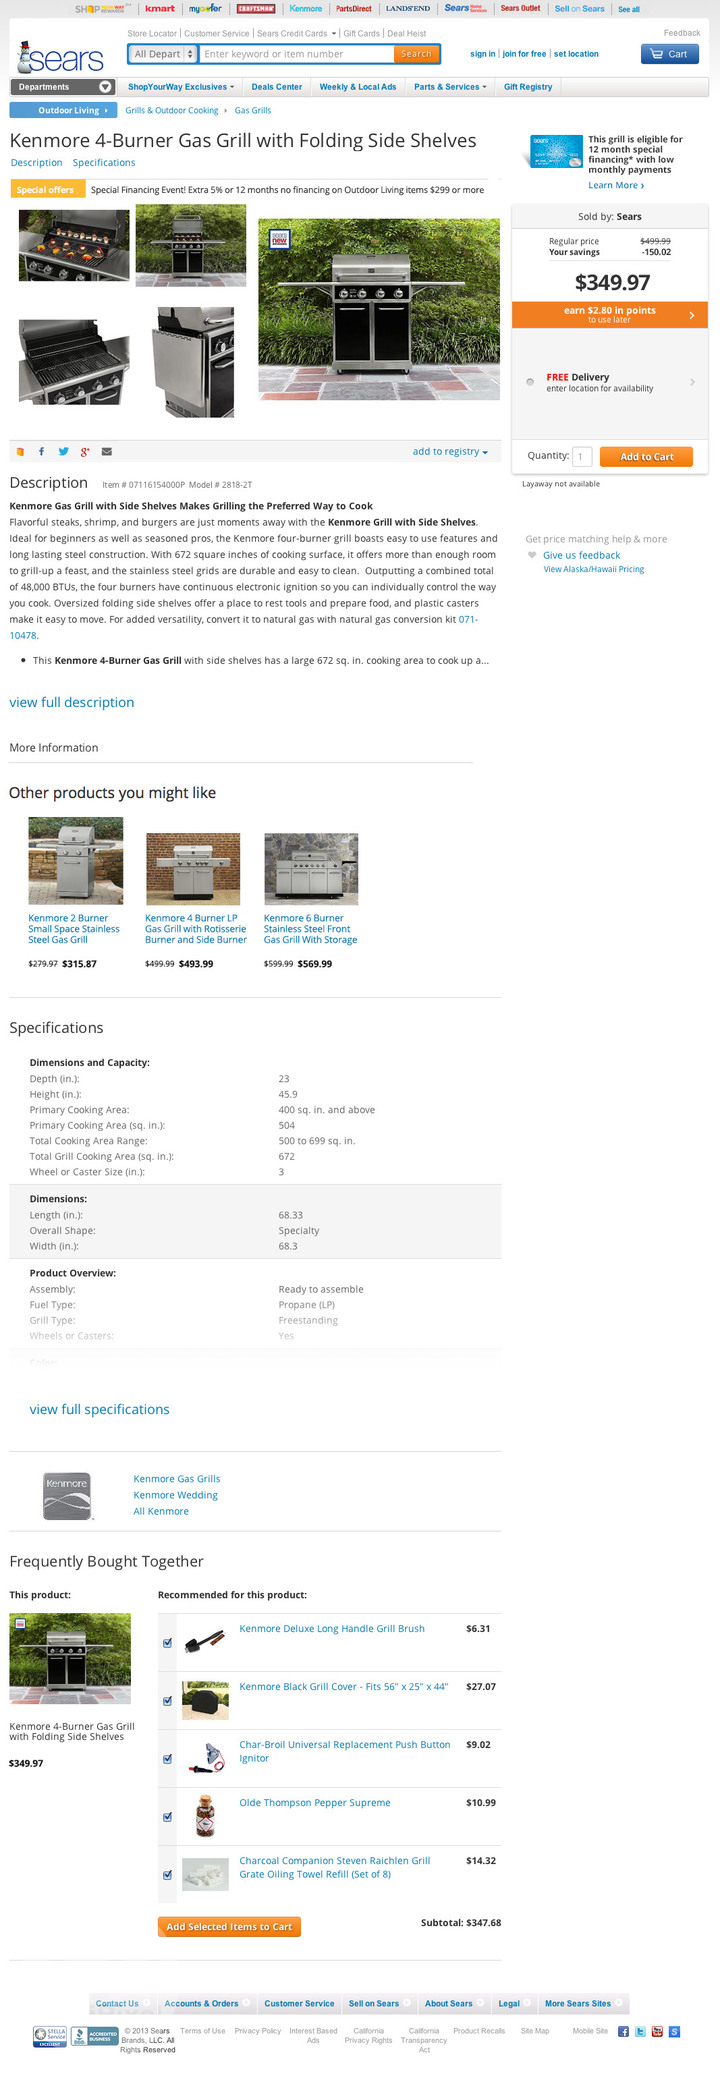 SHOP YOUR WAY
kmart
mygofer
CRAFTSMAN
Kenmore
PartsDirect
LANDS'END
Sears Home Services
Sears Outlet
Sell on Sears
See all
Store Locator | Customer Service | Sears Credit Cards | Gift Cards | Deal Heist
Feedback
sears
All Depart
Enter keyword or item number
Search
sign in | join for free | set location
Cart
Departments
ShopYourWay Exclusives
Deals Center
Weekly & Local Ads
Parts & Services
Gift Registry
Outdoor Living
Grills & Outdoor Cooking
Gas Grills
Kenmore 4-Burner Gas Grill with Folding Side Shelves
Description Specifications
Special offers
Special Financing Event! Extra 5% or 12 months no financing on Outdoor Living items $299 or more
sears new
This grill is eligible for
12 month special
financing* with low
monthly payments
Learn More ›
Sold by: Sears
Regular price $499.99
Your savings -150.02
$349.97
earn $2.80 in points
to use later
FREE Delivery
enter location for availability
Quantity: 1
Add to Cart
Layaway not available
Get price matching help & more
Give us feedback
View Alaska/Hawaii Pricing
add to registry
Description Item # 07116154000P Model # 2818-2T
Kenmore Gas Grill with Side Shelves Makes Grilling the Preferred Way to Cook
Flavorful steaks, shrimp, and burgers are just moments away with the Kenmore Grill with Side Shelves.
Ideal for beginners as well as seasoned pros, the Kenmore four-burner grill boasts easy to use features and
long lasting steel construction. With 672 square inches of cooking surface, it offers more than enough room
to grill-up a feast, and the stainless steel grids are durable and easy to clean. Outputting a combined total
of 48,000 BTUs, the four burners have continuous electronic ignition so you can individually control the way
you cook. Oversized folding side shelves offer a place to rest tools and prepare food, and plastic casters
make it easy to move. For added versatility, convert it to natural gas with natural gas conversion kit 071-
10478.
• This Kenmore 4-Burner Gas Grill with side shelves has a large 672 sq. in. cooking area to cook up a...
view full description
More Information
Other products you might like
Kenmore 2 Burner
Small Space Stainless
Steel Gas Grill
$279.97 $315.87
Kenmore 4 Burner LP
Gas Grill with Rotisserie
Burner and Side Burner
$499.99 $493.99
Kenmore 6 Burner
Stainless Steel Front
Gas Grill With Storage
$599.99 $569.99
Specifications
Dimensions and Capacity:
Depth (in.): 23
Height (in.): 45.9
Primary Cooking Area: 400 sq. in. and above
Primary Cooking Area (sq. in.): 504
Total Cooking Area Range: 500 to 699 sq. in.
Total Grill Cooking Area (sq. in.): 672
Wheel or Caster Size (in.): 3
Dimensions:
Length (in.): 68.33
Overall Shape: Specialty
Width (in.): 68.3
Product Overview:
Assembly: Ready to assemble
Fuel Type: Propane (LP)
Grill Type: Freestanding
Wheels or Casters: Yes
Color:
view full specifications
Kenmore
Kenmore Gas Grills
Kenmore Wedding
All Kenmore
Frequently Bought Together
This product:
Kenmore 4-Burner Gas Grill
with Folding Side Shelves
$349.97
Recommended for this product:
Kenmore Deluxe Long Handle Grill Brush $6.31
Kenmore Black Grill Cover - Fits 56" x 25" x 44" $27.07
Char-Broil Universal Replacement Push Button $9.02
Ignitor
Olde Thompson Pepper Supreme $10.99
Charcoal Companion Steven Raichlen Grill $14.32
Grate Oiling Towel Refill (Set of 8)
Add Selected Items to Cart
Subtotal: $347.68
Contact Us
Accounts & Orders
Customer Service
Sell on Sears
About Sears
Legal
More Sears Sites
STELLA Service EXCELLENT
BBB ACCREDITED BUSINESS
© 2013 Sears
Brands, LLC. All
Rights Reserved
Terms of Use
Privacy Policy
Interest Based
Ads
California
Privacy Rights
California
Transparency
Act
Product Recalls
Site Map
Mobile Site